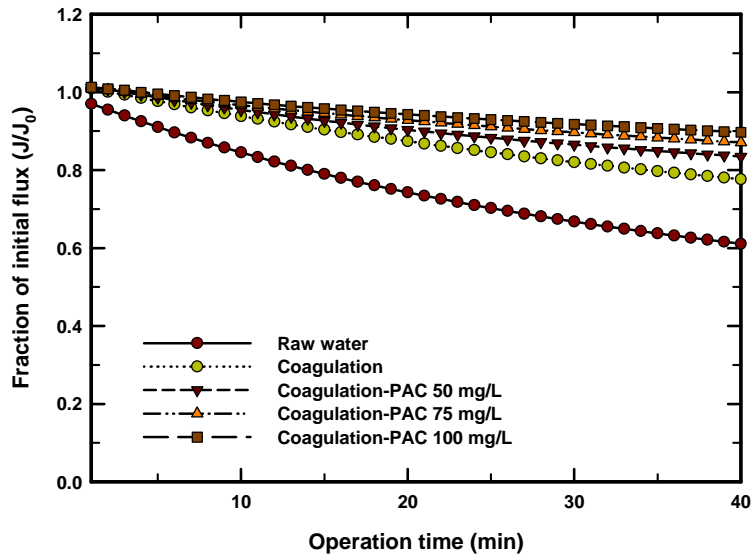 Fraction of initial flux (J/J0)
1.2
1.0
0.8
0.6
0.4
0.2
0.0
Raw water
Coagulation
Coagulation-PAC 50 mg/L
Coagulation-PAC 75 mg/L
Coagulation-PAC 100 mg/L
10 20 30 40
Operation time (min)